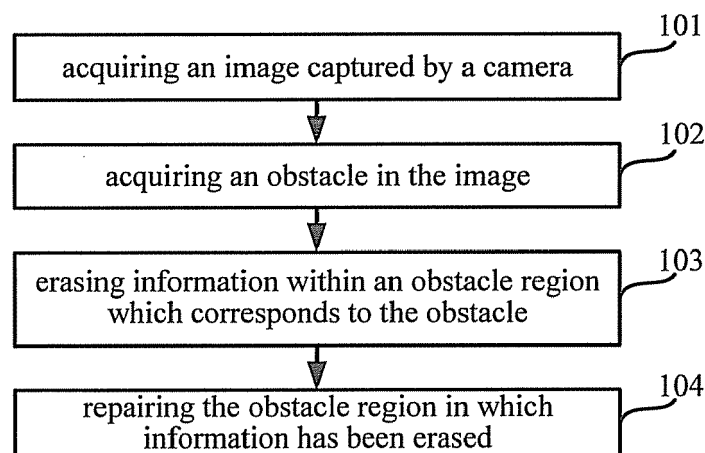 101
acquiring an image captured by a camera
102
acquiring an obstacle in the image
103
erasing information within an obstacle region
which corresponds to the obstacle
104
repairing the obstacle region in which
information has been erased